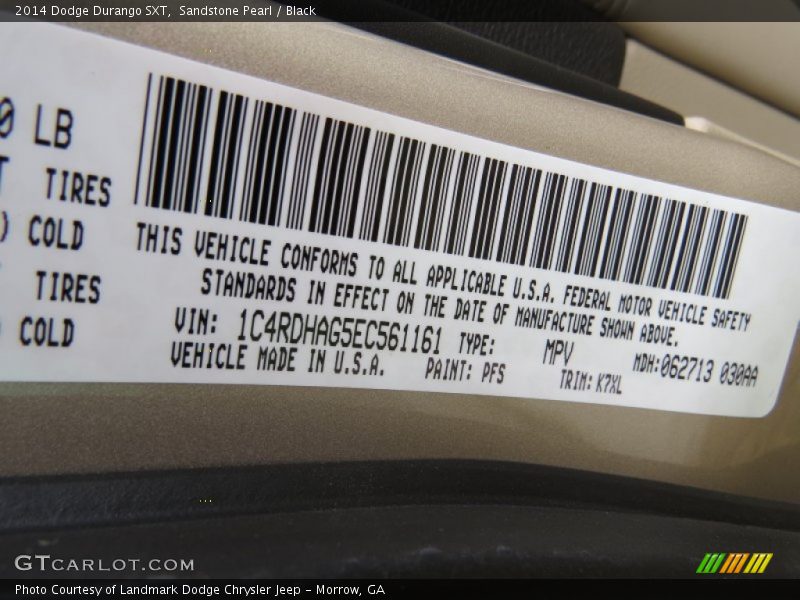 2014 Dodge Durango SXT, Sandstone Pearl / Black
0 LB
TIRES
) COLD
TIRES
COLD
THIS VEHICLE CONFORMS TO ALL APPLICABLE U.S.A. FEDERAL MOTOR VEHICLE SAFETY
STANDARDS IN EFFECT ON THE DATE OF MANUFACTURE SHOWN ABOVE.
VIN: 1C4RDHAG5EC561161 TYPE: MPV MDH:062713 030AA
VEHICLE MADE IN U.S.A. PAINT: PFS TRIM: K7XL
GTCARLOT.COM
Photo Courtesy of Landmark Dodge Chrysler Jeep - Morrow, GA